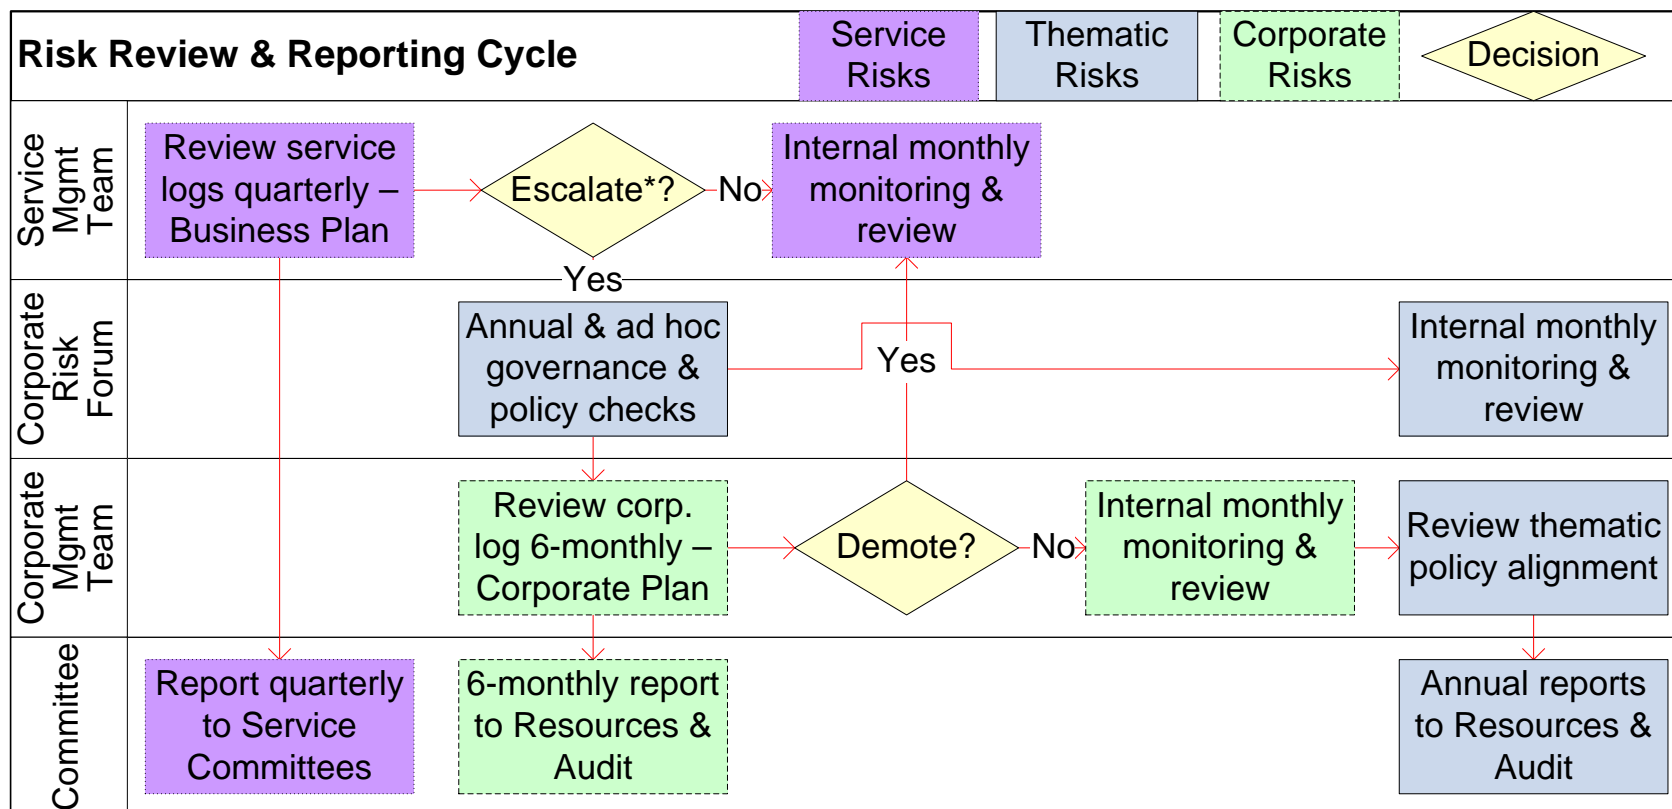 Risk Review & Reporting Cycle
Service
Risks
Thematic
Risks
Corporate
Risks
Decision
Service
Mgmt
Team
Review service
logs quarterly –
Business Plan
Escalate*?
No
Internal monthly
monitoring &
review
Yes
Corporate
Risk
Forum
Annual & ad hoc
governance &
policy checks
Yes
Internal monthly
monitoring &
review
Corporate
Mgmt
Team
Review corp.
log 6-monthly –
Corporate Plan
Demote?
No
Internal monthly
monitoring &
review
Review thematic
policy alignment
Committee
Report quarterly
to Service
Committees
6-monthly report
to Resources &
Audit
Annual reports
to Resources &
Audit